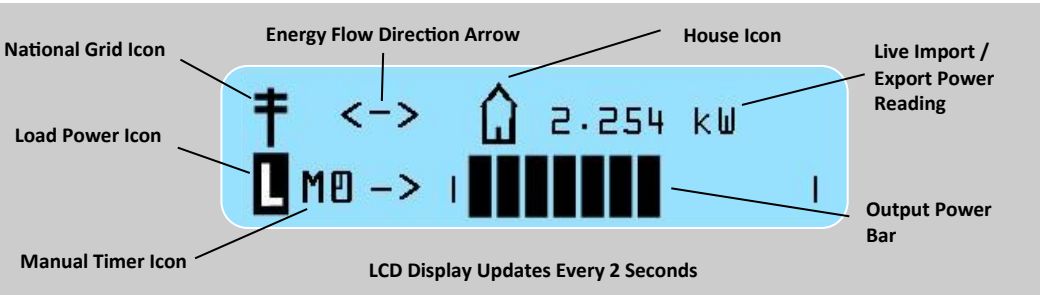 National Grid Icon
Energy Flow Direction Arrow
House Icon
Live Import /
Export Power
Reading
<-> 2.254 kW
Load Power Icon
L M -> | |
Output Power
Bar
Manual Timer Icon
LCD Display Updates Every 2 Seconds